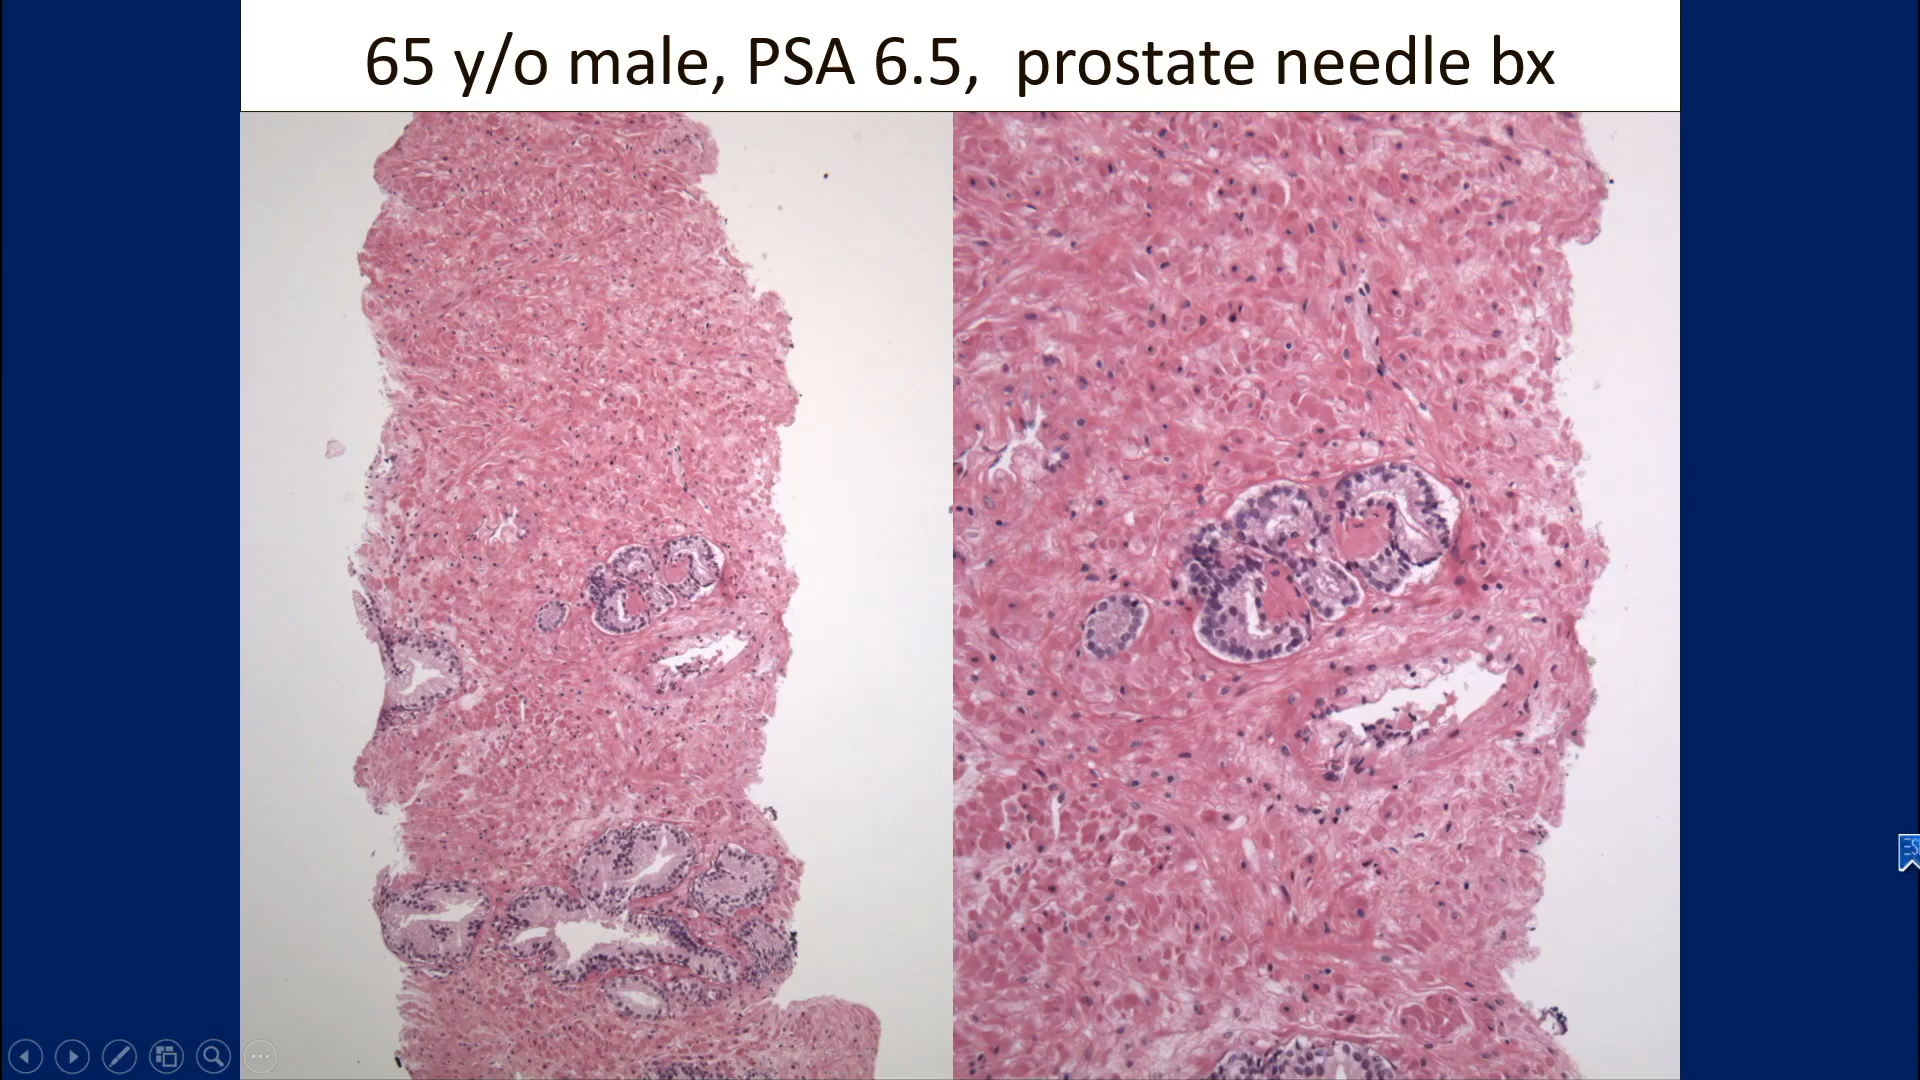 65 y/o male, PSA 6.5,  prostate needle bx